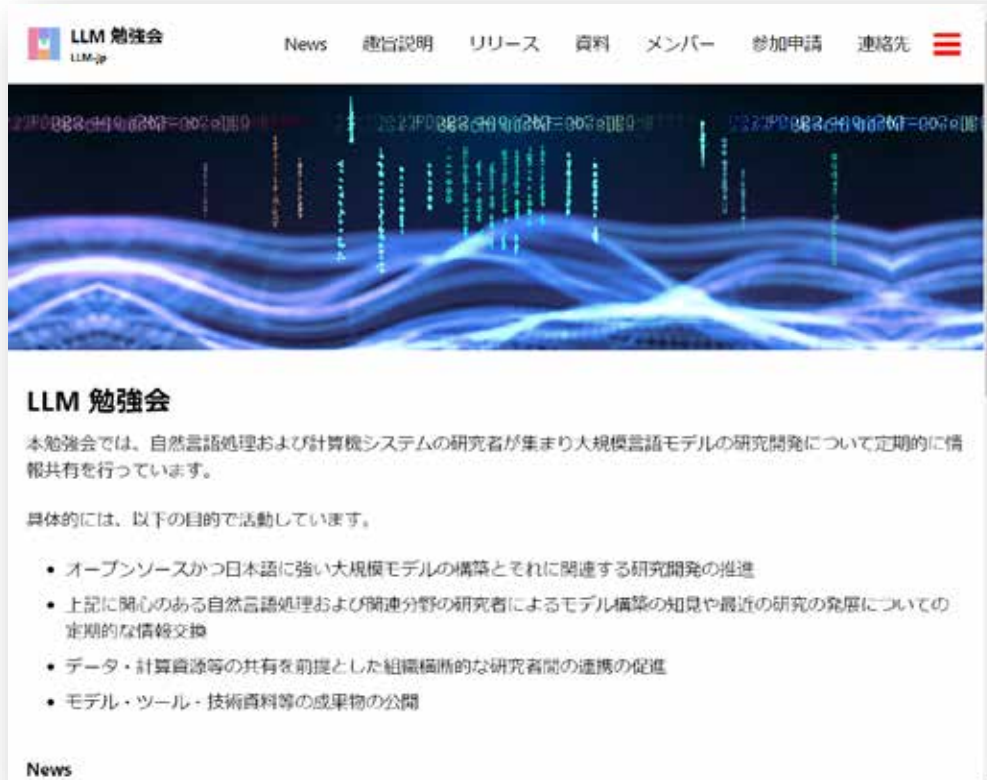 LLM 勉強会
LLM-jp
News 趣旨説明 リリース 資料 メンバー 参加申請 連絡先
LLM 勉強会
本勉強会では、自然言語処理および計算機システムの研究者が集まり大規模言語モデルの研究開発について定期的に情
報共有を行っています。
具体的には、以下の目的で活動しています。
• オープンソースかつ日本語に強い大規模モデルの構築とそれに関連する研究開発の推進
• 上記に関心のある自然言語処理および関連分野の研究者によるモデル構築の知見や最近の研究の発展についての
定期的な情報交換
• データ・計算資源等の共有を前提とした組織横断的な研究者間の連携の促進
• モデル・ツール・技術資料等の成果物の公開
News